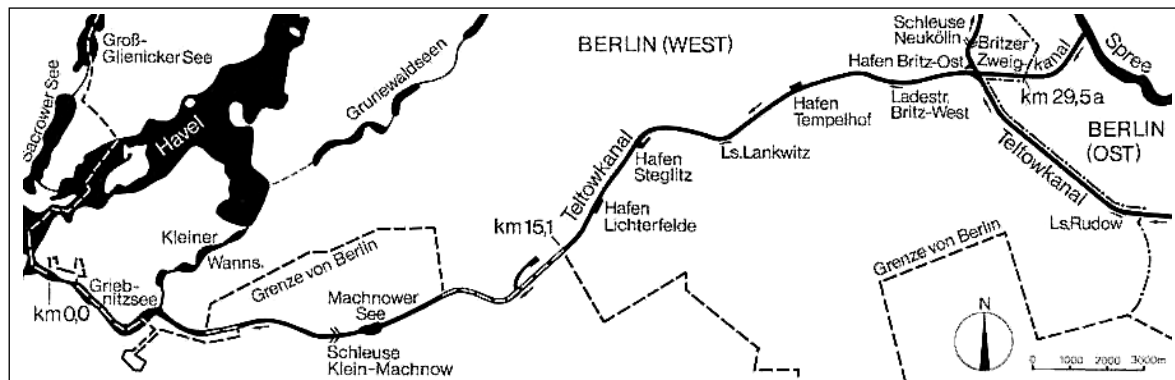 Groß-
Glienicker See
Sacrower See
Havel
Grunewaldseen
BERLIN (WEST)
Schleuse
Neukölln
Britzer
Zweig-
kanal
Spree
Hafen Britz-Ost
km 29,5a
Ladestr.
Britz-West
Hafen
Tempelhof
BERLIN
(OST)
Ls.Lankwitz
Hafen
Steglitz
Teltowkanal
Teltowkanal
Hafen
Lichterfelde
Ls.Rudow
km 15,1
Kleiner
Wanns.
Grenze von Berlin
Grenze von Berlin
Grieb-
nitzsee
km 0,0
Machnower
See
Schleuse
Klein-Machnow
N
0 1000 2000 3000m